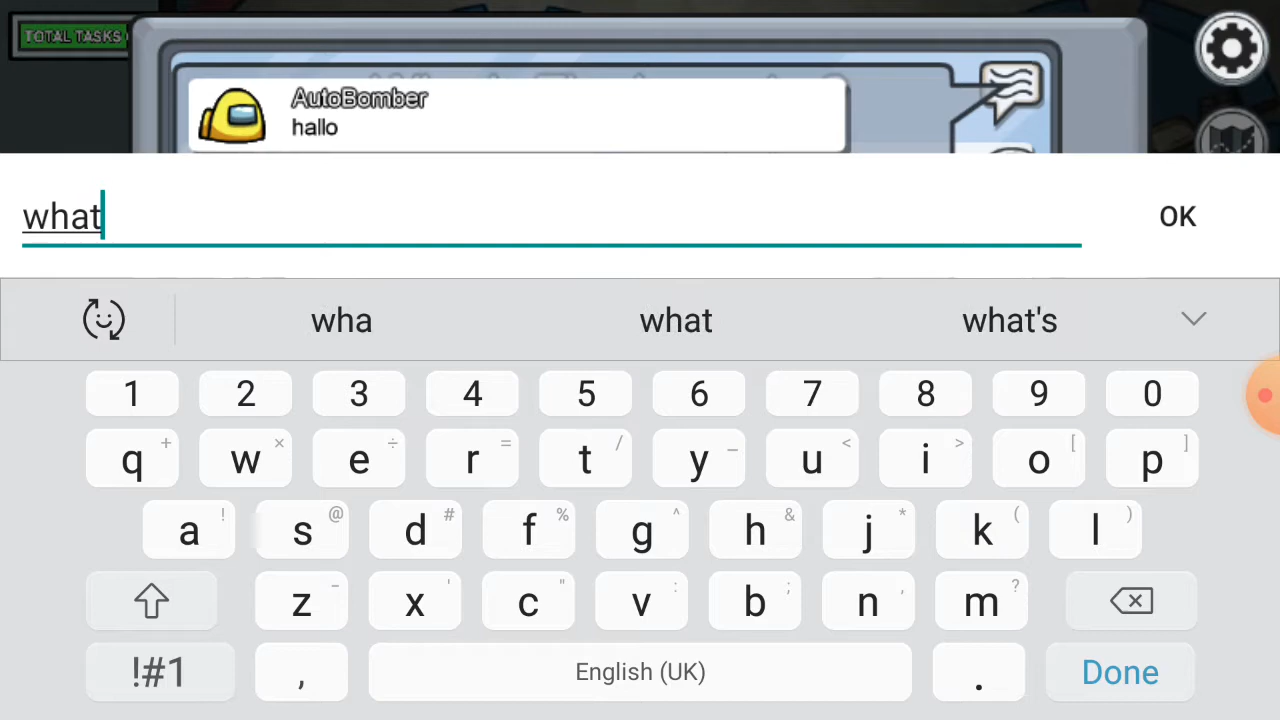 TOTAL TASKS
AutoBomber
hallo
what
OK
wha what what's
1 2 3 4 5 6 7 8 9 0
q + w × e ÷ r = t / y _ u < i > o [ p ]
a ! s @ d # f % g ^ h & j * k ( l )
z - x ' c " v : b ; n , m ?
!#1 , English (UK) . Done